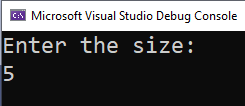 Microsoft Visual Studio Debug Console
Enter the size:
5